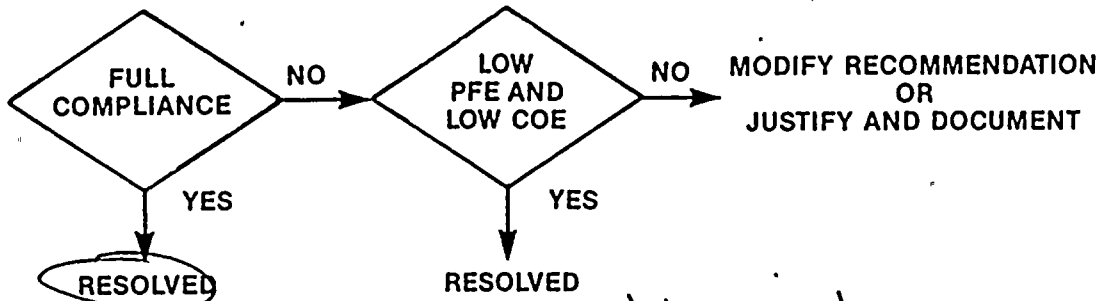 FULL
COMPLIANCE
NO
LOW
PFE AND
LOW COE
NO
MODIFY RECOMMENDATION
OR
JUSTIFY AND DOCUMENT
YES
YES
RESOLVED
RESOLVED